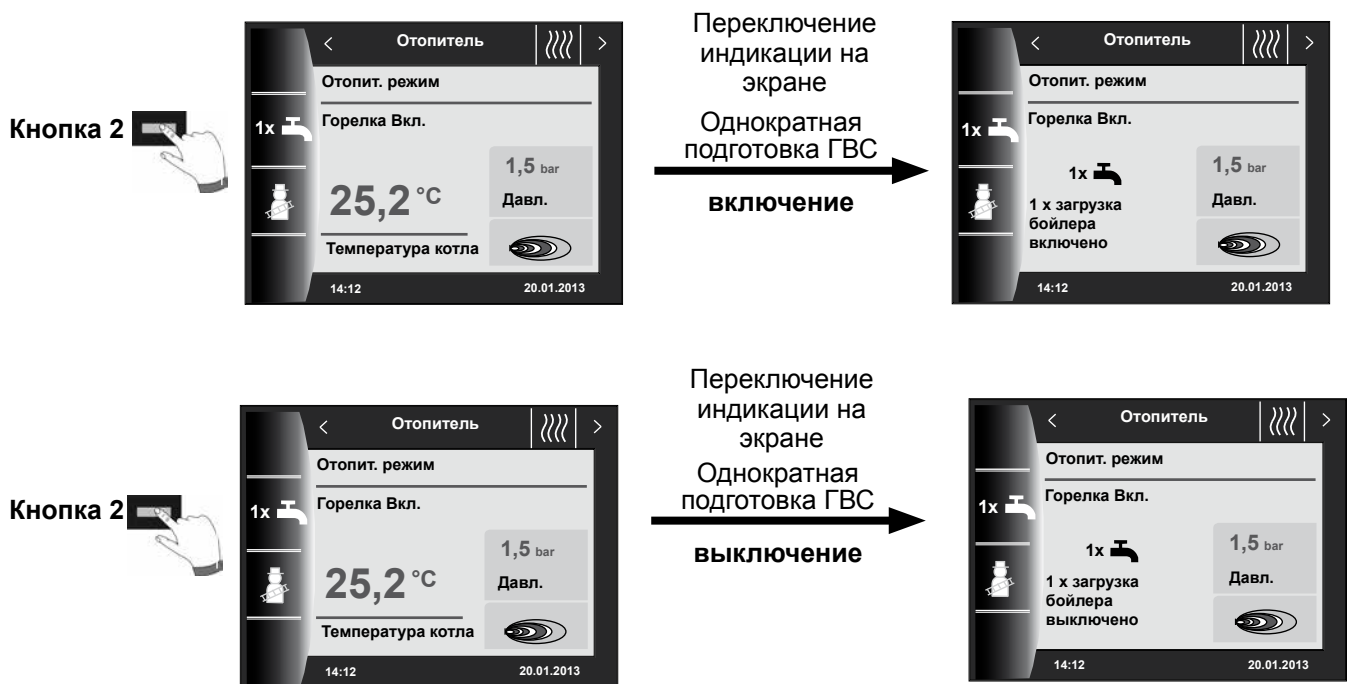 Кнопка 2
< Отопитель >
Отопит. режим
1x
Горелка Вкл.
1,5 bar
25,2 °C
Давл.
Температура котла
14:12 20.01.2013
Переключение
индикации на
экране
Однократная
подготовка ГВС
включение
< Отопитель >
Отопит. режим
1x
Горелка Вкл.
1x
1,5 bar
1 х загрузка
бойлера
включено
Давл.
14:12 20.01.2013
Кнопка 2
< Отопитель >
Отопит. режим
1x
Горелка Вкл.
1,5 bar
25,2 °C
Давл.
Температура котла
14:12 20.01.2013
Переключение
индикации на
экране
Однократная
подготовка ГВС
выключение
< Отопитель >
Отопит. режим
1x
Горелка Вкл.
1x
1,5 bar
1 х загрузка
бойлера
выключено
Давл.
14:12 20.01.2013